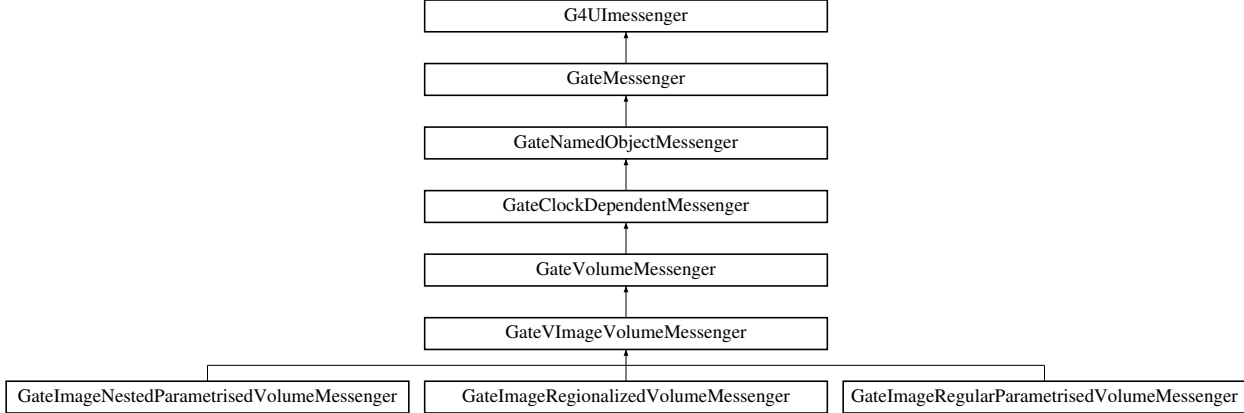 G4UImessenger
GateMessenger
GateNamedObjectMessenger
GateClockDependentMessenger
GateVolumeMessenger
GateVImageVolumeMessenger
GateImageNestedParametrisedVolumeMessenger
GateImageRegionalizedVolumeMessenger
GateImageRegularParametrisedVolumeMessenger